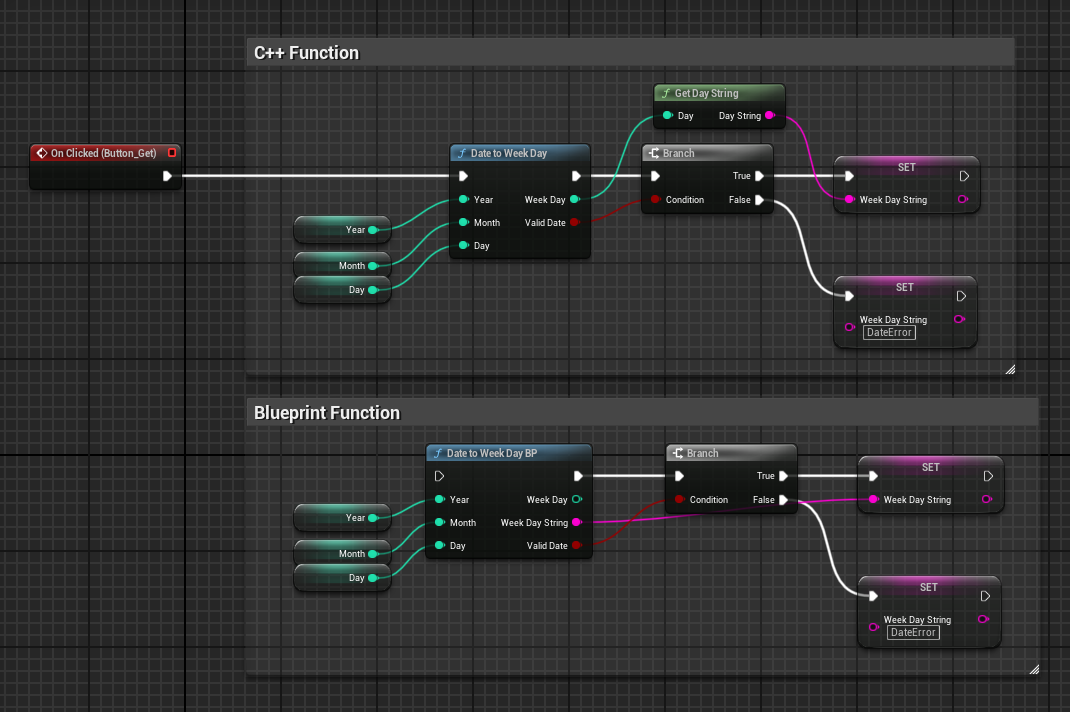 C++ Function
Get Day String
Day Day String
On Clicked (Button_Get)
Date to Week Day
Branch
SET
True
Year Week Day
Condition False
Week Day String
Month Valid Date
Day
Year
Month
Day
SET
Week Day String
DateError
Blueprint Function
Date to Week Day BP
Branch
SET
True
Year Week Day
Condition False
Week Day String
Month Week Day String
Day Valid Date
Year
Month
Day
SET
Week Day String
DateError